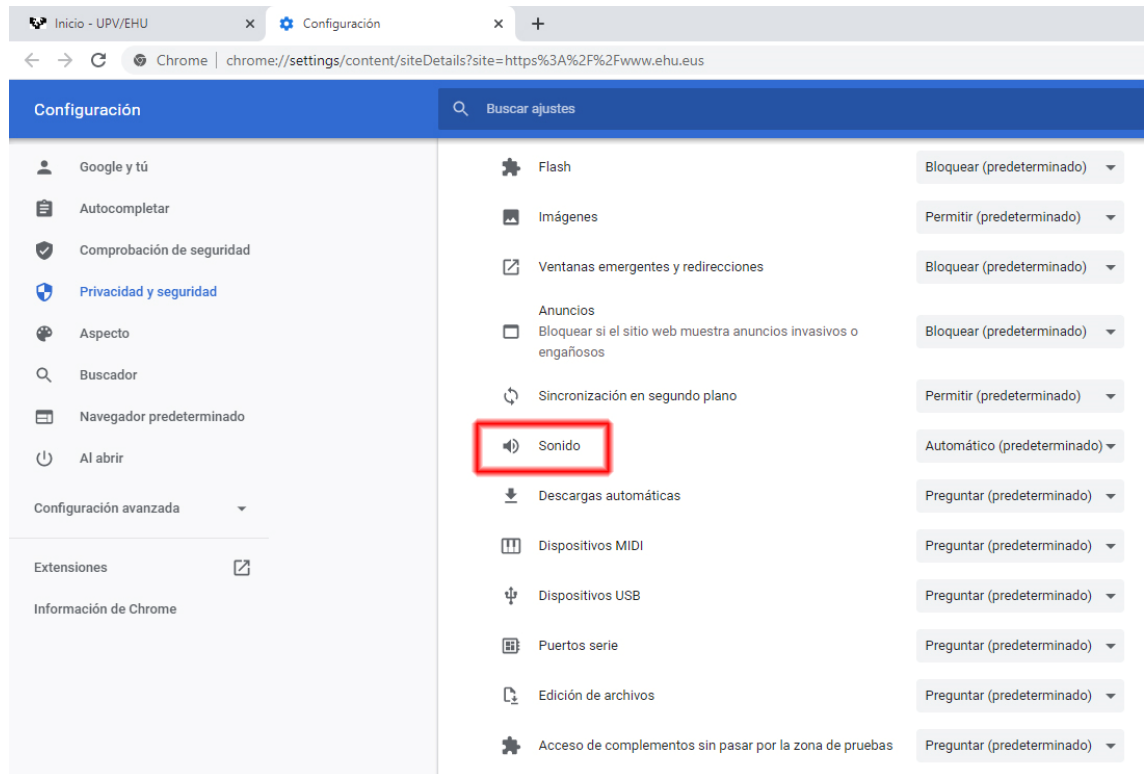 Inicio - UPV/EHU
Configuración
Chrome
chrome://settings/content/siteDetails?site=https%3A%2F%2Fwww.ehu.eus
Configuración
Buscar ajustes
Google y tú
Autocompletar
Comprobación de seguridad
Privacidad y seguridad
Aspecto
Buscador
Navegador predeterminado
Al abrir
Configuración avanzada
Extensiones
Información de Chrome
Flash
Bloquear (predeterminado)
Imágenes
Permitir (predeterminado)
Ventanas emergentes y redirecciones
Bloquear (predeterminado)
Anuncios
Bloquear si el sitio web muestra anuncios invasivos o
engañosos
Bloquear (predeterminado)
Sincronización en segundo plano
Permitir (predeterminado)
Sonido
Automático (predeterminado)
Descargas automáticas
Preguntar (predeterminado)
Dispositivos MIDI
Preguntar (predeterminado)
Dispositivos USB
Preguntar (predeterminado)
Puertos serie
Preguntar (predeterminado)
Edición de archivos
Preguntar (predeterminado)
Acceso de complementos sin pasar por la zona de pruebas
Preguntar (predeterminado)